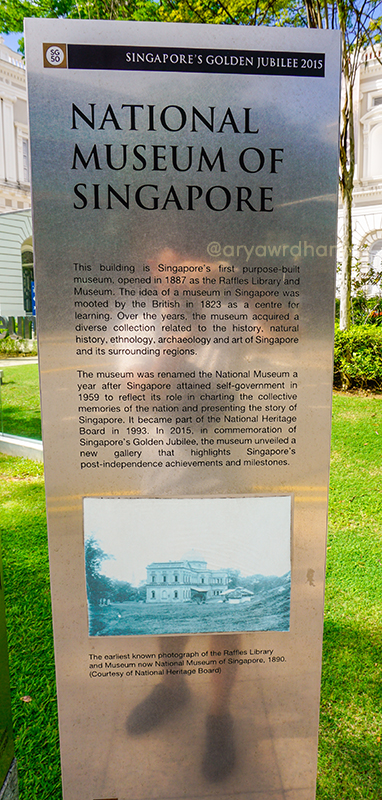 SG
50
SINGAPORE'S GOLDEN JUBILEE 2015
NATIONAL
MUSEUM OF
SINGAPORE
@aryawrdhan
This building is Singapore's first purpose-built
museum, opened in 1887 as the Raffles Library and
Museum. The idea of a museum in Singapore was
mooted by the British in 1823 as a centre for
learning. Over the years, the museum acquired a
diverse collection related to the history, natural
history, ethnology, archaeology and art of Singapore
and its surrounding regions.
The museum was renamed the National Museum a
year after Singapore attained self-government in
1959 to reflect its role in charting the collective
memories of the nation and presenting the story of
Singapore. It became part of the National Heritage
Board in 1993. In 2015, in commemoration of
Singapore's Golden Jubilee, the museum unveiled a
new gallery that highlights Singapore's
post-independence achievements and milestones.
The earliest known photograph of the Raffles Library
and Museum now National Museum of Singapore, 1890.
(Courtesy of National Heritage Board)